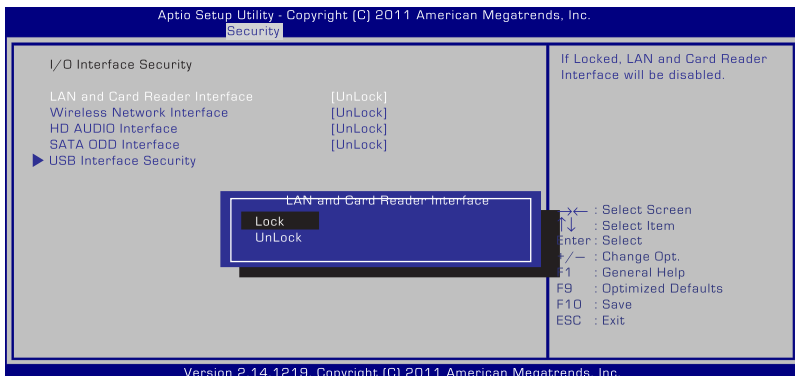 Aptio Setup Utility - Copyright (C) 2011 American Megatrends, Inc.
Security
I/O Interface Security
LAN and Card Reader Interface [UnLock]
Wireless Network Interface [UnLock]
HD AUDIO Interface [UnLock]
SATA ODD Interface [UnLock]
USB Interface Security
If Locked, LAN and Card Reader
Interface will be disabled.
LAN and Card Reader Interface
Lock
UnLock
→← : Select Screen
↑↓ : Select Item
Enter : Select
+/— : Change Opt.
F1 : General Help
F9 : Optimized Defaults
F10 : Save
ESC : Exit
Version 2.14.1219. Copyright (C) 2011 American Megatrends, Inc.